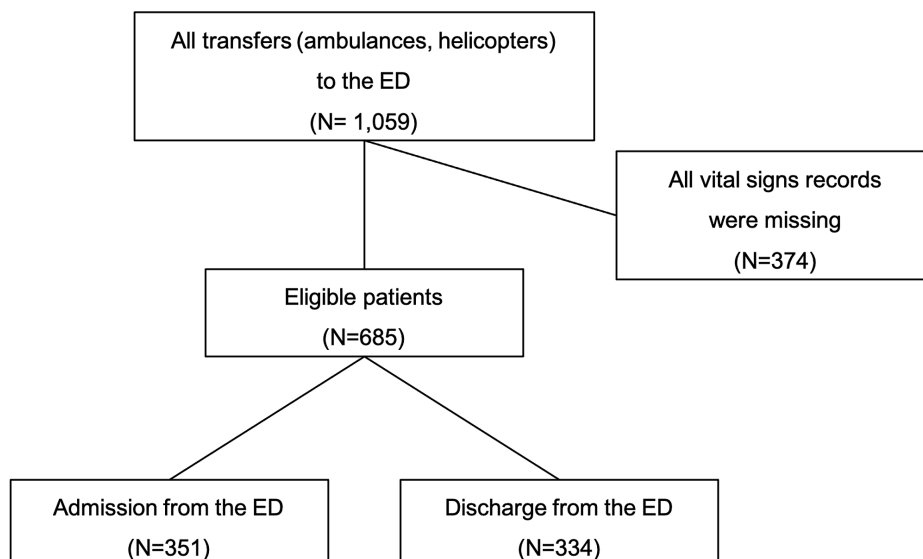 All transfers (ambulances, helicopters)
to the ED
(N= 1,059)
All vital signs records
were missing
(N=374)
Eligible patients
(N=685)
Admission from the ED
(N=351)
Discharge from the ED
(N=334)